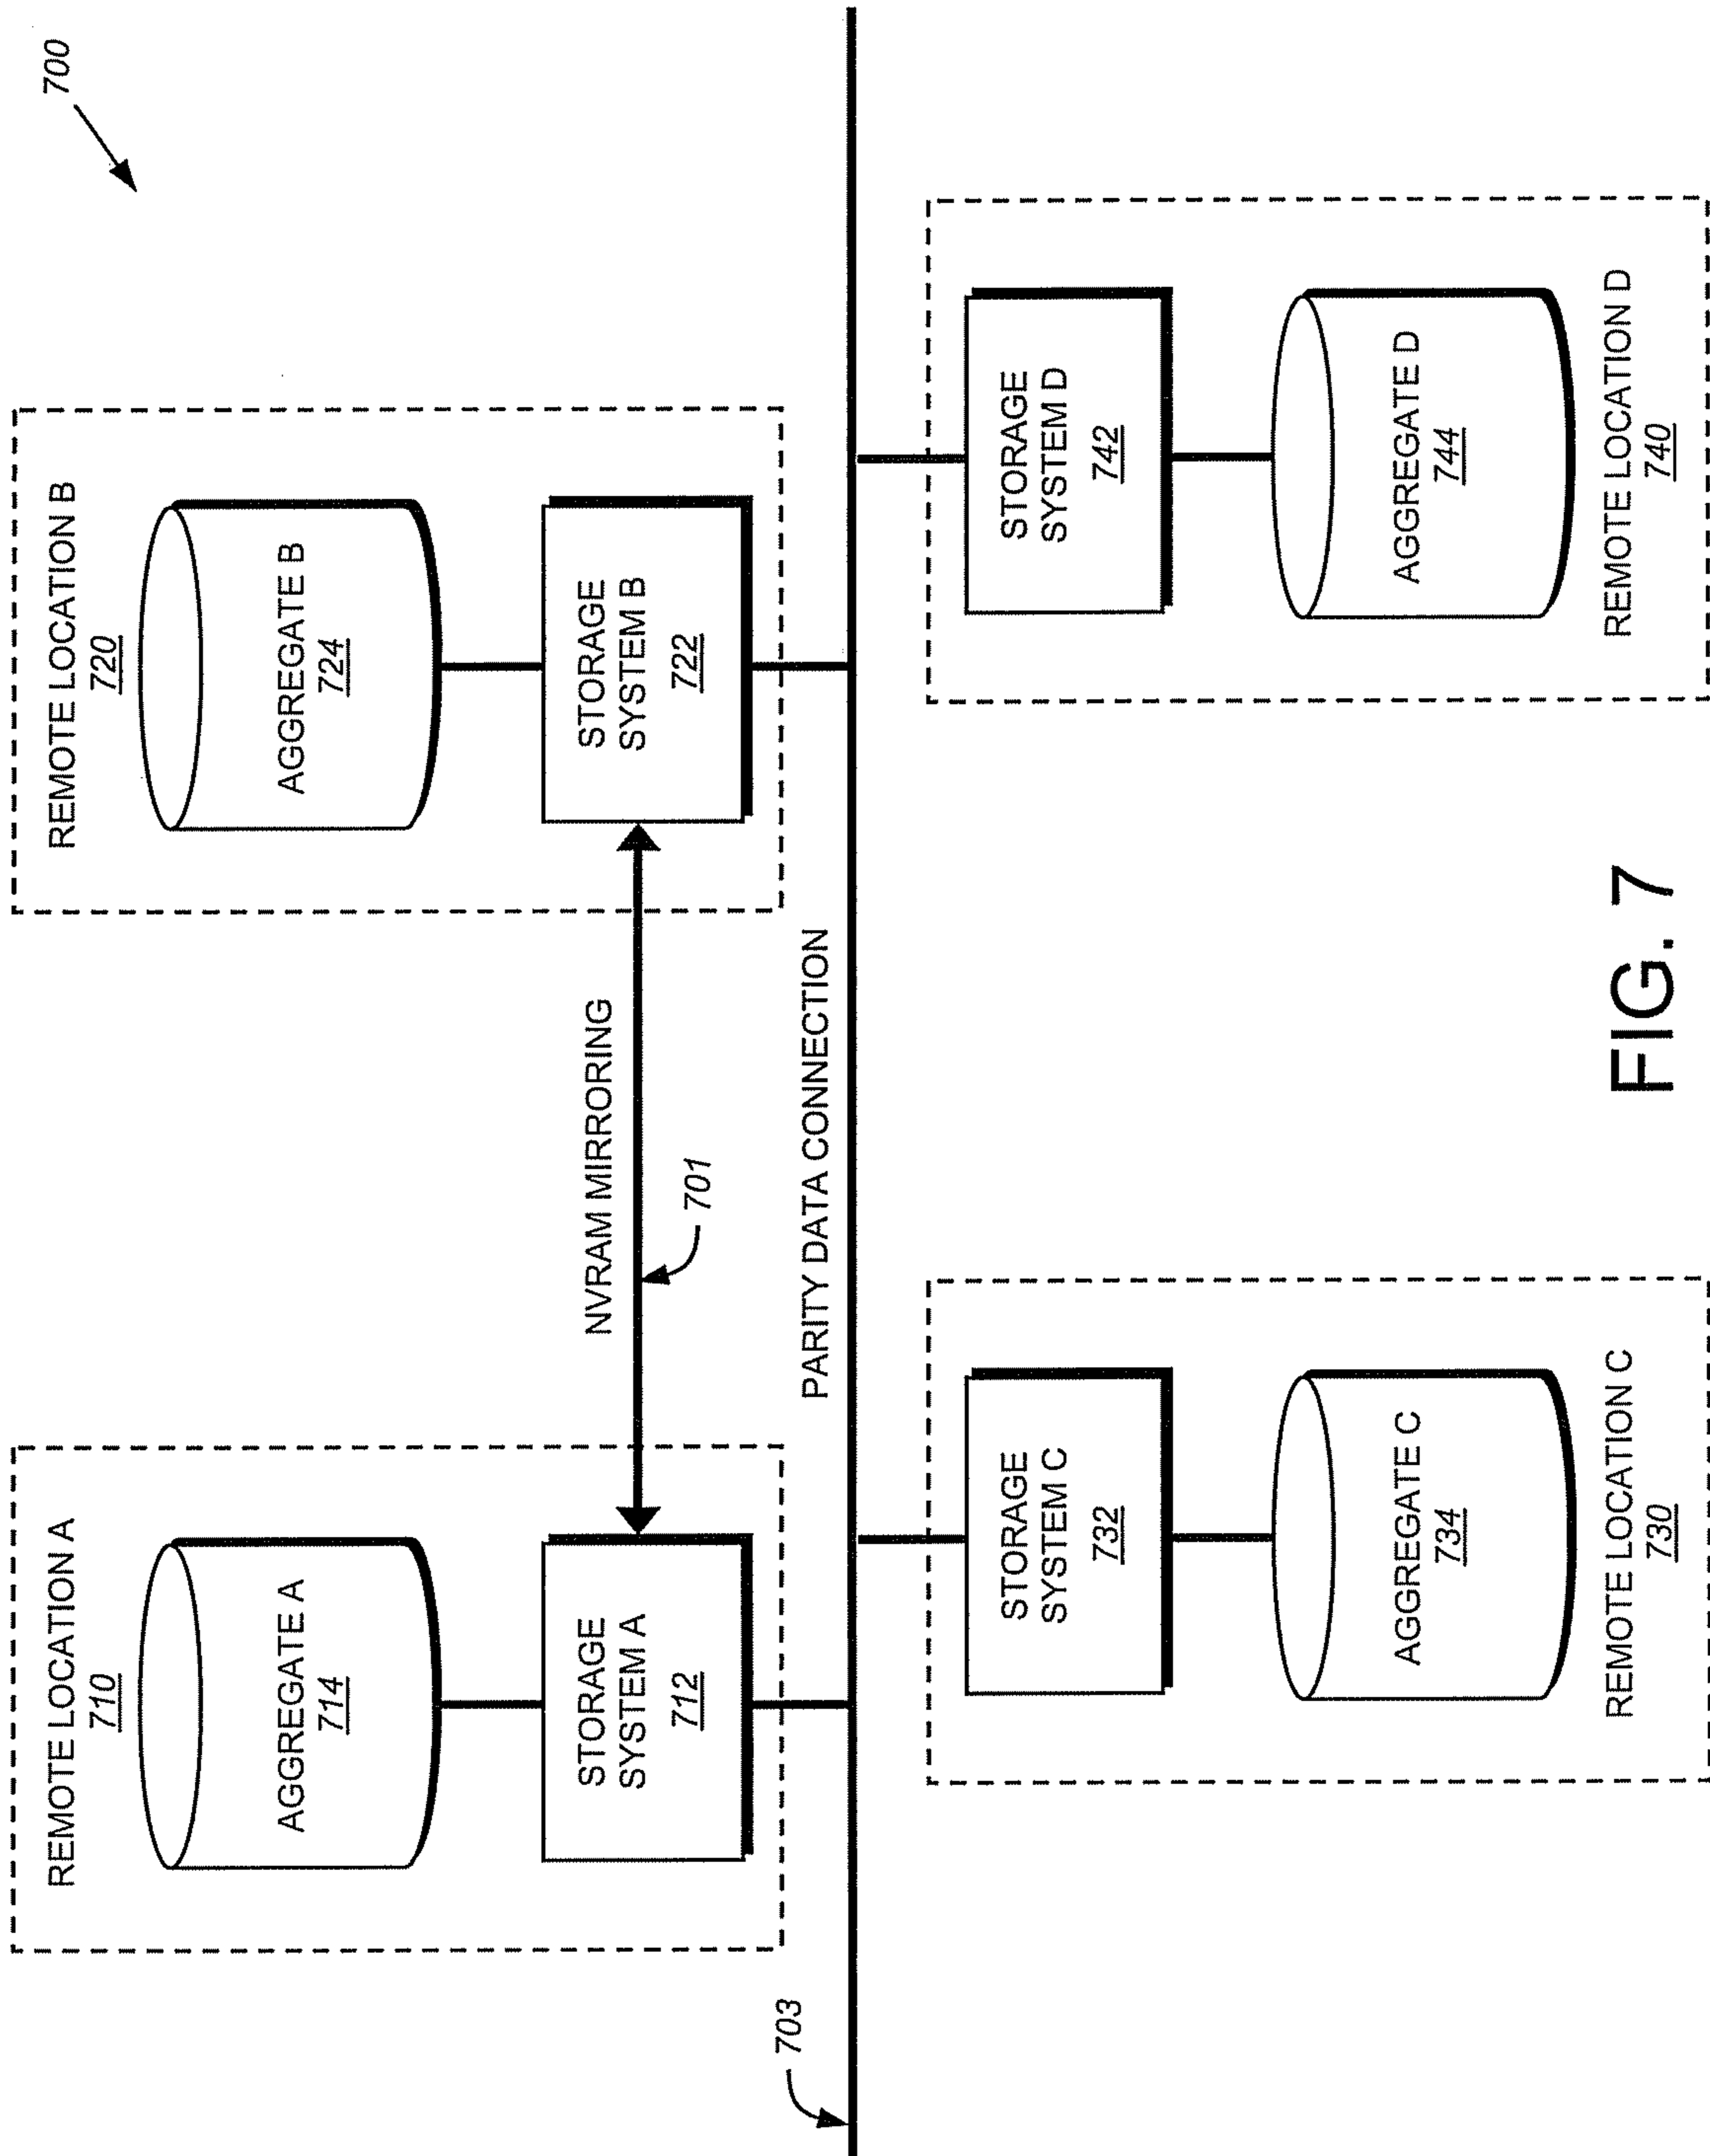 700
REMOTE LOCATION A
710
AGGREGATE A
714
STORAGE
SYSTEM A
712
REMOTE LOCATION B
720
AGGREGATE B
724
STORAGE
SYSTEM B
722
NVRAM MIRRORING
701
PARITY DATA CONNECTION
703
STORAGE
SYSTEM C
732
AGGREGATE C
734
REMOTE LOCATION C
730
STORAGE
SYSTEM D
742
AGGREGATE D
744
REMOTE LOCATION D
740
FIG. 7